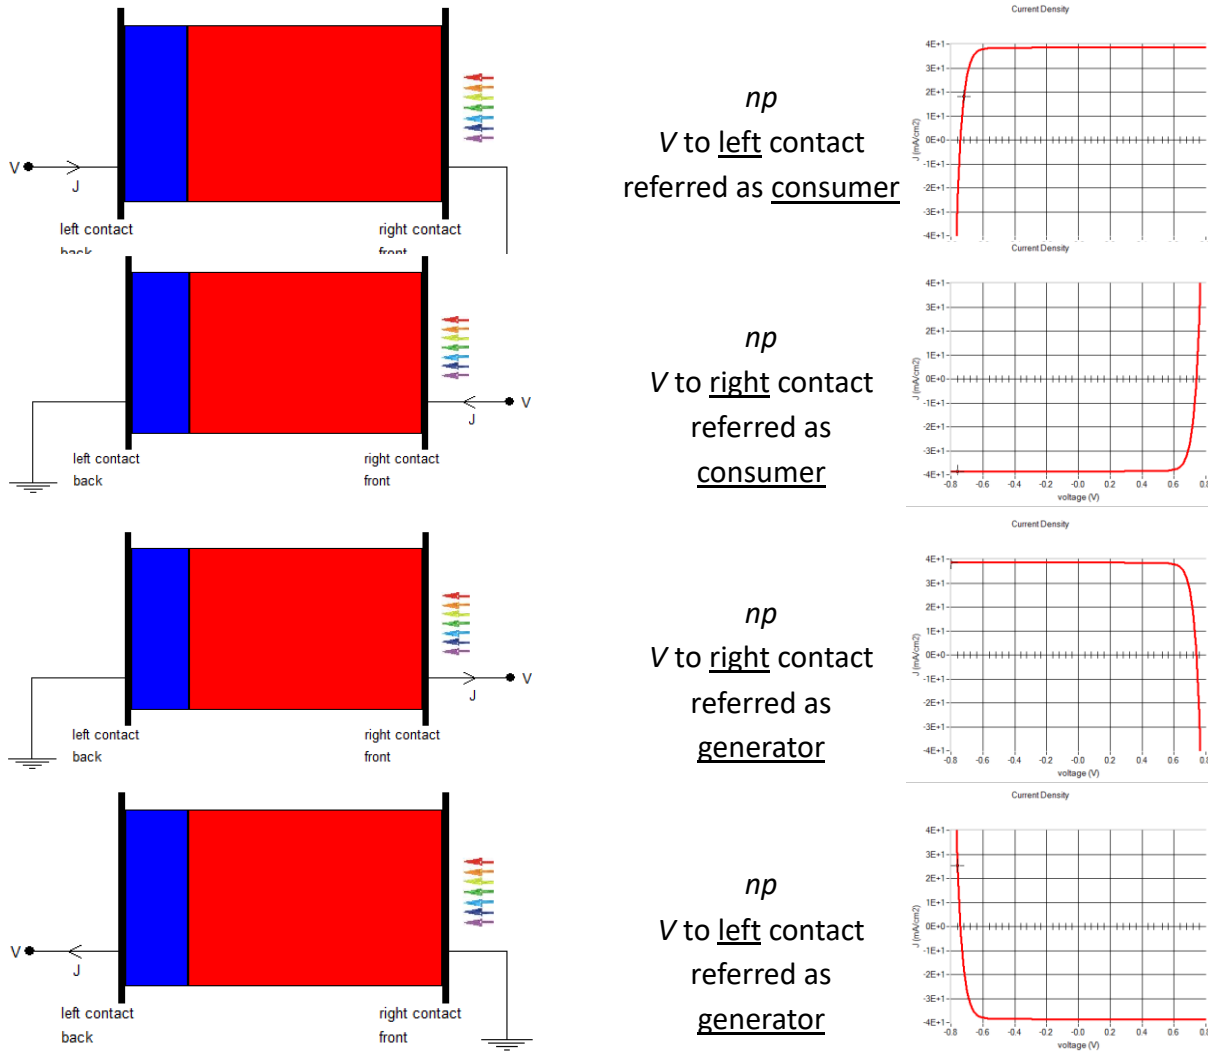 Current Density
np
V to left contact
referred as consumer
V
J
left contact
right contact
back
front
J (mA/cm2)
4E+1
3E+1
2E+1
1E+1
0E+0
-1E+1
-2E+1
-3E+1
-4E+1
Current Density
np
V to right contact
referred as
consumer
J
V
left contact
back
right contact
front
J (mA/cm2)
4E+1
3E+1
2E+1
1E+1
0E+0
-1E+1
-2E+1
-3E+1
-4E+1
-0.8 -0.6 -0.4 -0.2 -0.0 0.2 0.4 0.6 0.8
voltage (V)
Current Density
np
V to right contact
referred as
generator
J
V
left contact
back
right contact
front
J (mA/cm2)
4E+1
3E+1
2E+1
1E+1
0E+0
-1E+1
-2E+1
-3E+1
-4E+1
-0.8 -0.6 -0.4 -0.2 -0.0 0.2 0.4 0.6 0.8
voltage (V)
Current Density
np
V to left contact
referred as
generator
V
J
left contact
back
right contact
front
J (mA/cm2)
4E+1
3E+1
2E+1
1E+1
0E+0
-1E+1
-2E+1
-3E+1
-4E+1
-0.8 -0.6 -0.4 -0.2 -0.0 0.2 0.4 0.6 0.8
voltage (V)